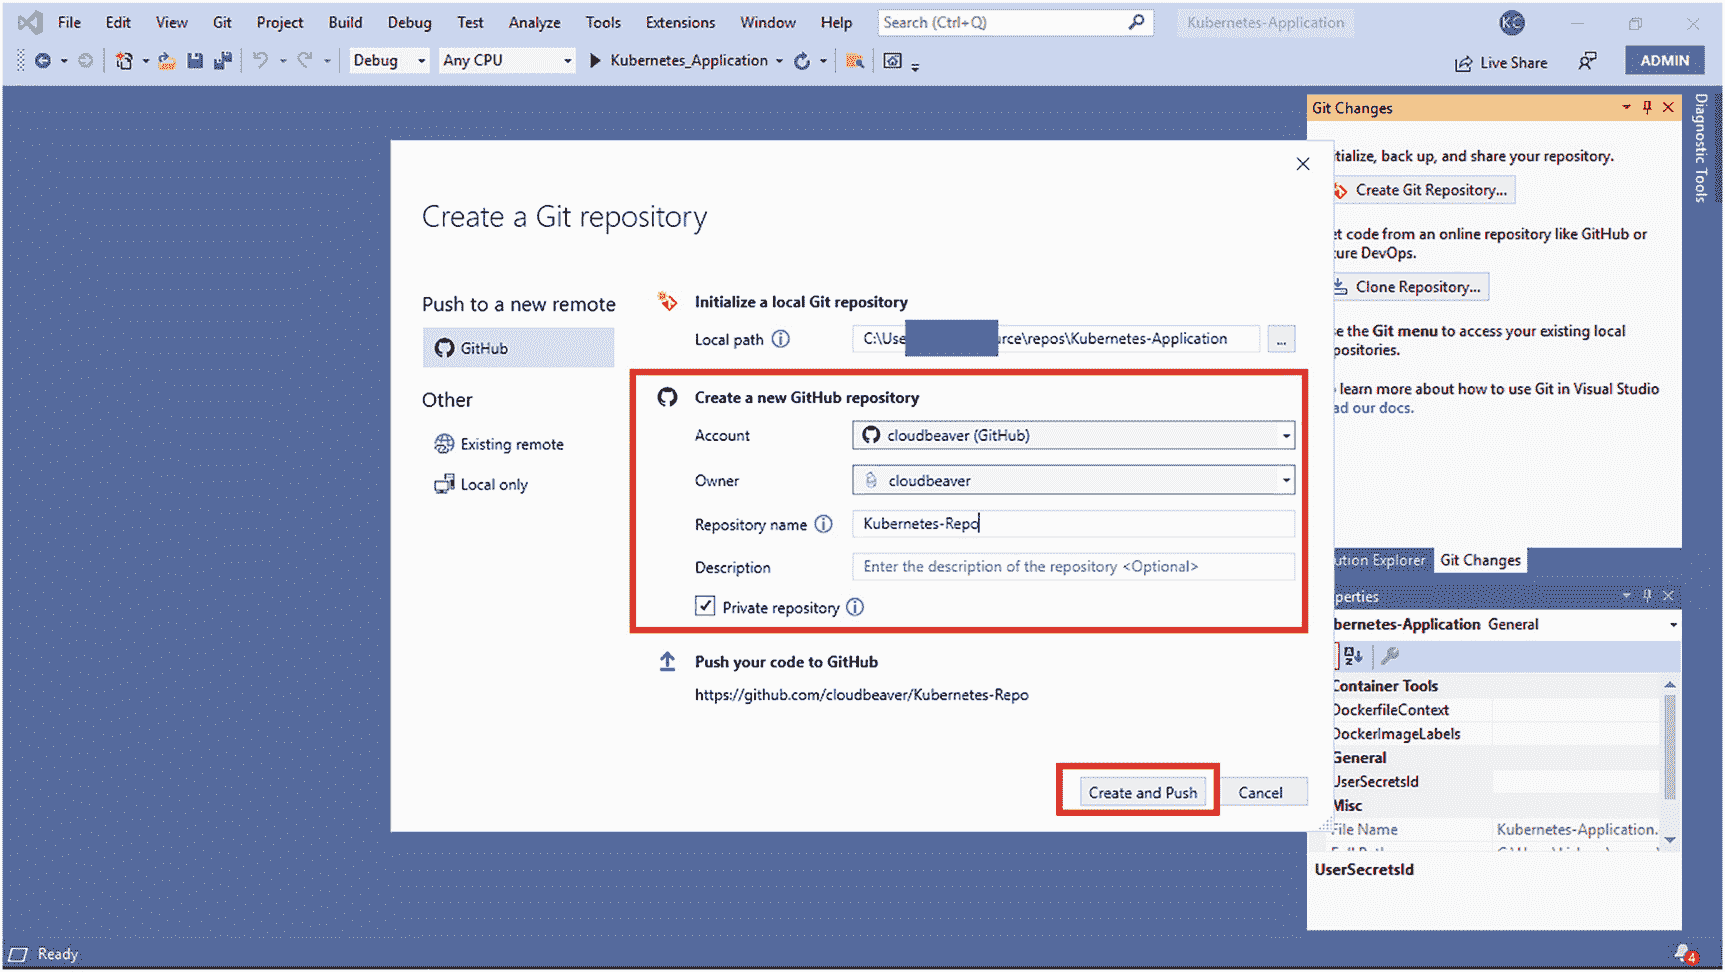 File Edit View Git Project Build Debug Test Analyze Tools Extensions Window Help Search (Ctrl+Q) Kubernetes-Application KC
Debug Any CPU Kubernetes_Application Live Share ADMIN
Git Changes
Diagnostic Tools
itialize, back up, and share your repository.
Create Git Repository...
et code from an online repository like GitHub or
ure DevOps.
Clone Repository...
se the Git menu to access your existing local
positories.
learn more about how to use Git in Visual Studio
ad our docs.
ution Explorer Git Changes
perties
bernetes-Application General
Container Tools
DockerfileContext
DockerImageLabels
General
UserSecretsId
Misc
File Name Kubernetes-Application.
UserSecretsId
Create a Git repository
Push to a new remote
GitHub
Other
Existing remote
Local only
Initialize a local Git repository
Local path C:\Use urce\repos\Kubernetes-Application ...
Create a new GitHub repository
Account cloudbeaver (GitHub)
Owner cloudbeaver
Repository name Kubernetes-Repo
Description Enter the description of the repository <Optional>
Private repository
Push your code to GitHub
https://github.com/cloudbeaver/Kubernetes-Repo
Create and Push Cancel
Ready 4